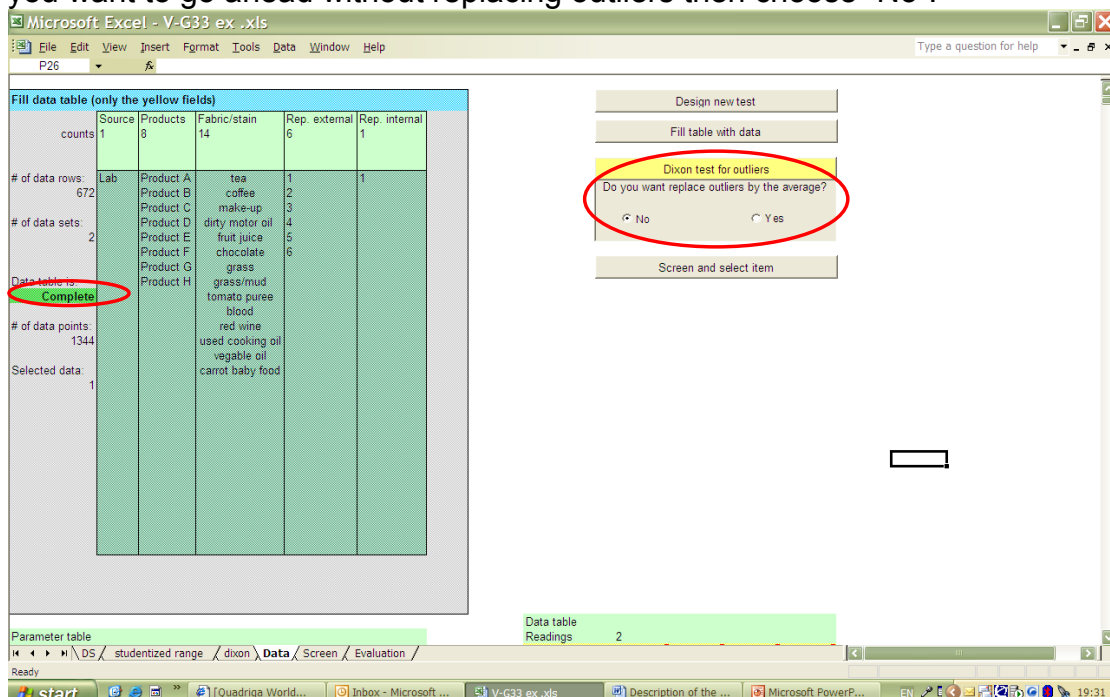 you want to go ahead without replacing outliers then choose "No".
Microsoft Excel - V-G33 ex .xls
File Edit View Insert Format Tools Data Window Help
Type a question for help
P26
fx
Fill data table (only the yellow fields)
Source Products Fabric/stain Rep. external Rep. internal
counts 1 8 14 6 1
# of data rows: Lab Product A tea 1 1
672 Product B coffee 2
Product C make-up 3
# of data sets: Product D dirty motor oil 4
2 Product E fruit juice 5
Product F chocolate 6
Product G grass
Data table is: Product H grass/mud
Complete tomato puree
blood
# of data points: red wine
1344 used cooking oil
vegable oil
Selected data: carrot baby food
1
Design new test
Fill table with data
Dixon test for outliers
Do you want replace outliers by the average?
No Yes
Screen and select item
Data table
Parameter table Readings 2
DS studentized range dixon Data Screen Evaluation
Ready
start [Quadriga World... Inbox - Microsoft ... V-G33 ex .xls Description of the ... Microsoft PowerP... EN 19:31